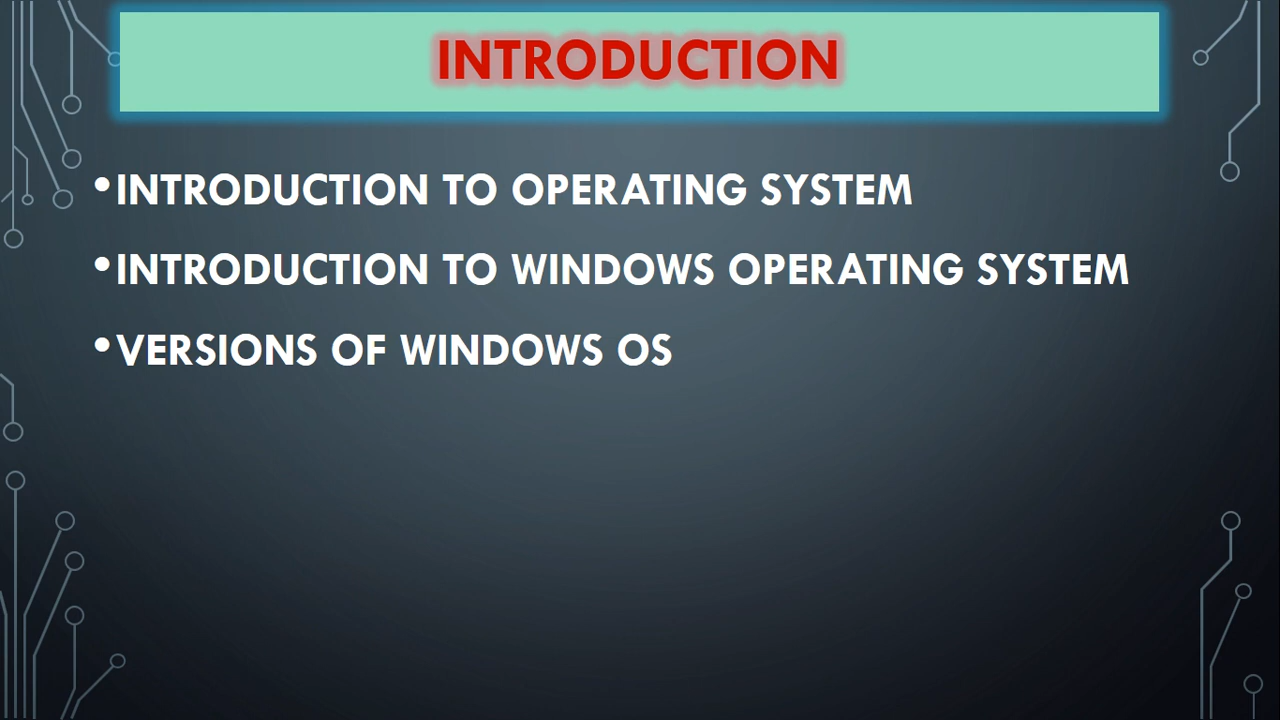 INTRODUCTION
•INTRODUCTION TO OPERATING SYSTEM
•INTRODUCTION TO WINDOWS OPERATING SYSTEM
•VERSIONS OF WINDOWS OS